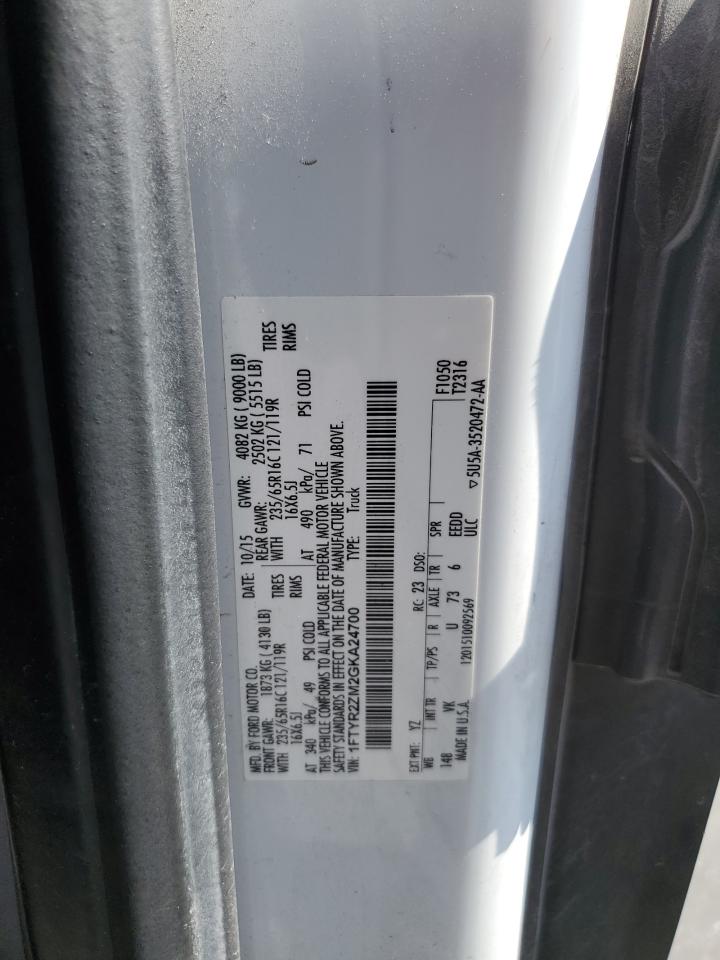 MFD. BY FORD MOTOR CO.
DATE: 10/15 GVWR: 4082 KG ( 9000 LB)
FRONT GAWR: 1873 KG ( 4130 LB) REAR GAWR: 2502 KG ( 5515 LB)
WITH 235/65R16C 121/119R TIRES WITH 235/65R16C 121/119R TIRES
16X6.5J RIMS 16X6.5J RIMS
AT 340 kPa/ 49 PSI COLD AT 490 kPa/ 71 PSI COLD
THIS VEHICLE CONFORMS TO ALL APPLICABLE FEDERAL MOTOR VEHICLE
SAFETY STANDARDS IN EFFECT ON THE DATE OF MANUFACTURE SHOWN ABOVE.
VIN: 1FTYR2ZM2GKA24700 TYPE: Truck
EXT PNT: YZ RC: 23 DSO: F1050
WB INT TR TP/PS R AXLE TR SPR T2316
148 VK U 73 6 EEDD
MADE IN U.S.A. 1201510092569 ULC ▽5U5A-3520472-AA